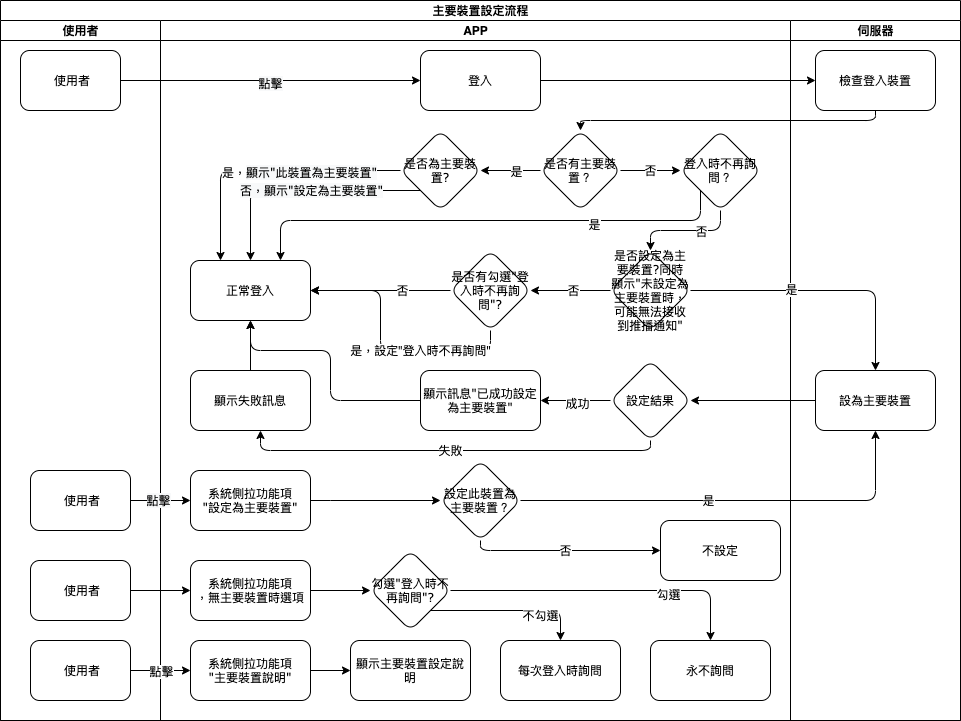 主要裝置設定流程
使用者
APP
伺服器
使用者
點擊
登入
檢查登入裝置
是否為主要裝
置?
是
是否有主要裝
置？
否
登入時不再詢
問？
是，顯示"此裝置為主要裝置"
否，顯示"設定為主要裝置"
是
否
正常登入
否
是否有勾選"登
入時不再詢
問"?
否
是否設定為主
要裝置?同時
顯示"未設定為
主要裝置時，
可能無法接收
到推播通知"
是
是，設定"登入時不再詢問"
顯示失敗訊息
顯示訊息"已成功設定
為主要裝置"
成功
設定結果
設為主要裝置
失敗
使用者
點擊
系統側拉功能項
"設定為主要裝置"
設定此裝置為
主要裝置？
是
否
不設定
使用者
系統側拉功能項
，無主要裝置時選項
勾選"登入時不
再詢問"?
勾選
不勾選
使用者
點擊
系統側拉功能項
"主要裝置說明"
顯示主要裝置設定說
明
每次登入時詢問
永不詢問